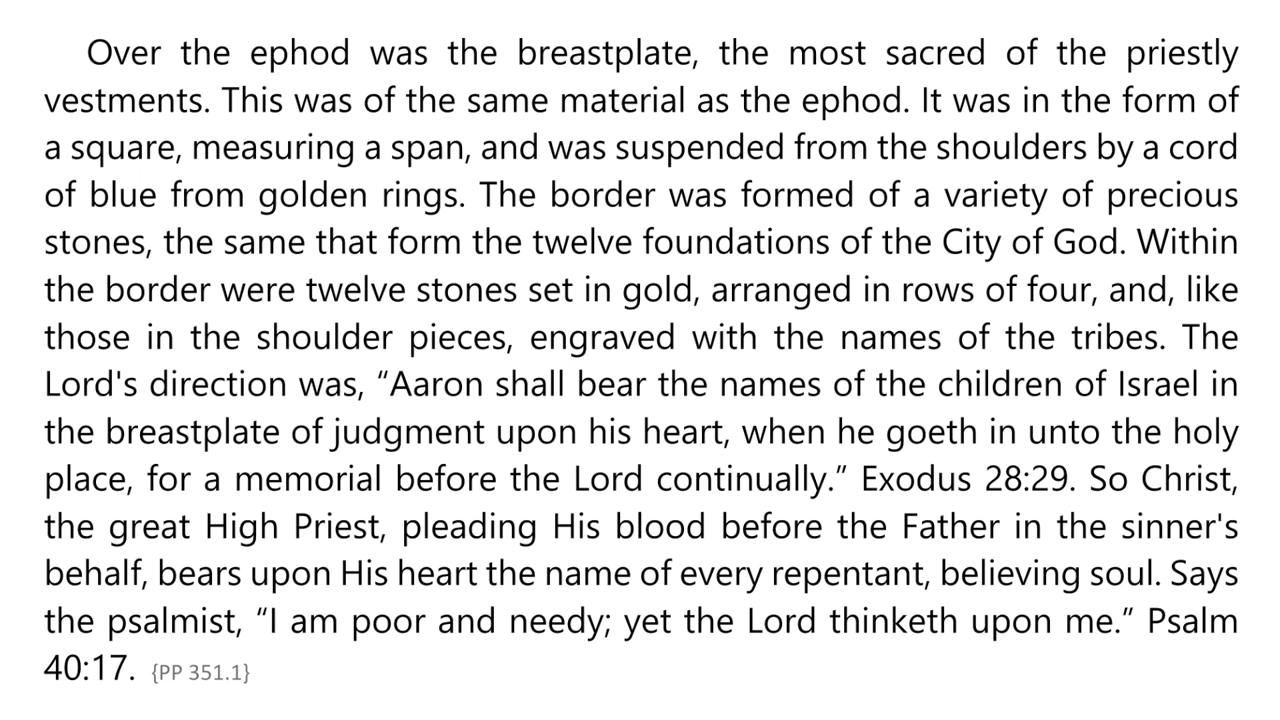 Over the ephod was the breastplate, the most sacred of the priestly
vestments. This was of the same material as the ephod. It was in the form of
a square, measuring a span, and was suspended from the shoulders by a cord
of blue from golden rings. The border was formed of a variety of precious
stones, the same that form the twelve foundations of the City of God. Within
the border were twelve stones set in gold, arranged in rows of four, and, like
those in the shoulder pieces, engraved with the names of the tribes. The
Lord's direction was, “Aaron shall bear the names of the children of Israel in
the breastplate of judgment upon his heart, when he goeth in unto the holy
place, for a memorial before the Lord continually.” Exodus 28:29. So Christ,
the great High Priest, pleading His blood before the Father in the sinner's
behalf, bears upon His heart the name of every repentant, believing soul. Says
the psalmist, “I am poor and needy; yet the Lord thinketh upon me.” Psalm
40:17. {PP 351.1}